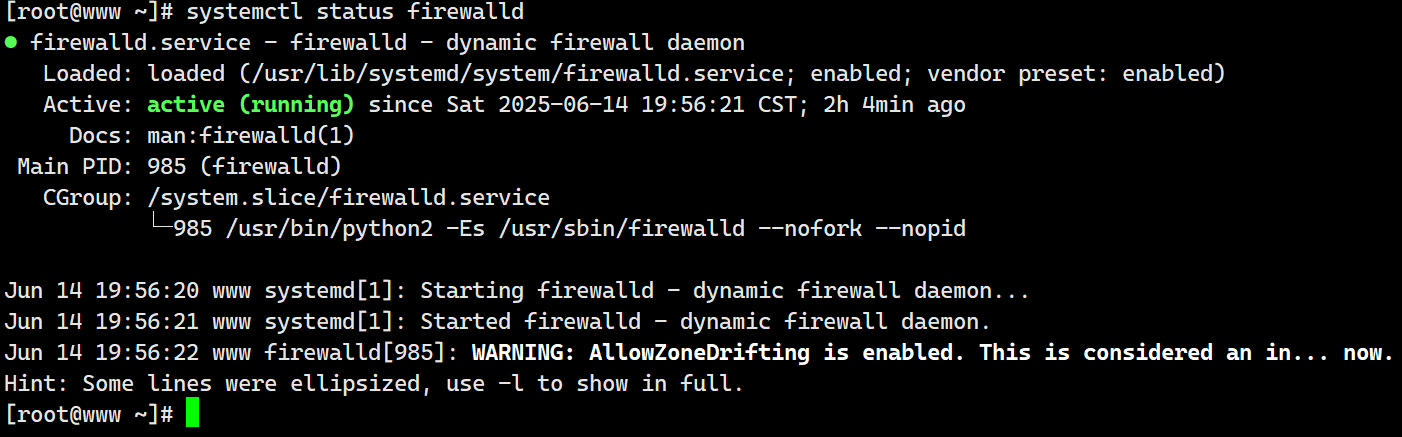 [root@www ~]# systemctl status firewalld
● firewalld.service - firewalld - dynamic firewall daemon
   Loaded: loaded (/usr/lib/systemd/system/firewalld.service; enabled; vendor preset: enabled)
   Active: active (running) since Sat 2025-06-14 19:56:21 CST; 2h 4min ago
     Docs: man:firewalld(1)
 Main PID: 985 (firewalld)
   CGroup: /system.slice/firewalld.service
           └─985 /usr/bin/python2 -Es /usr/sbin/firewalld --nofork --nopid

Jun 14 19:56:20 www systemd[1]: Starting firewalld - dynamic firewall daemon...
Jun 14 19:56:21 www systemd[1]: Started firewalld - dynamic firewall daemon.
Jun 14 19:56:22 www firewalld[985]: WARNING: AllowZoneDrifting is enabled. This is considered an in... now.
Hint: Some lines were ellipsized, use -l to show in full.
[root@www ~]#